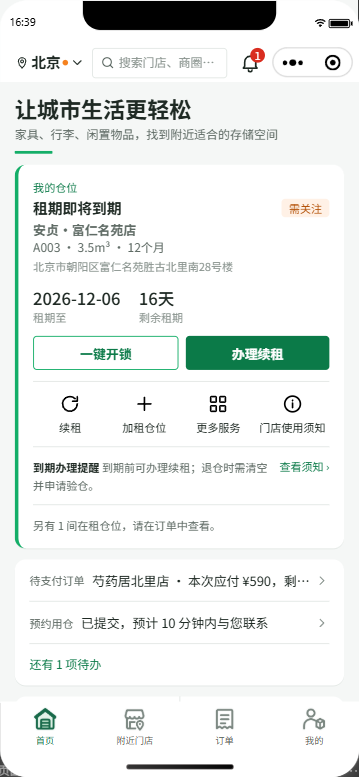 16:39
北京
搜索门店、商圈…
1
让城市生活更轻松
家具、行李、闲置物品，找到附近适合的存储空间
我的仓位
租期即将到期
需关注
安贞·富仁名苑店
A003 · 3.5m³ · 12个月
北京市朝阳区富仁名苑胜古北里南28号楼
2026-12-06 16天
租期至 剩余租期
一键开锁 办理续租
续租 加租仓位 更多服务 门店使用须知
到期办理提醒 到期前可办理续租；退仓时需清空 查看须知 ›
并申请验仓。
另有 1 间在租仓位，请在订单中查看。
待支付订单 芍药居北里店 · 本次应付 ¥590，剩…
预约用仓 已提交，预计 10 分钟内与您联系
还有 1 项待办
首页 附近门店 订单 我的